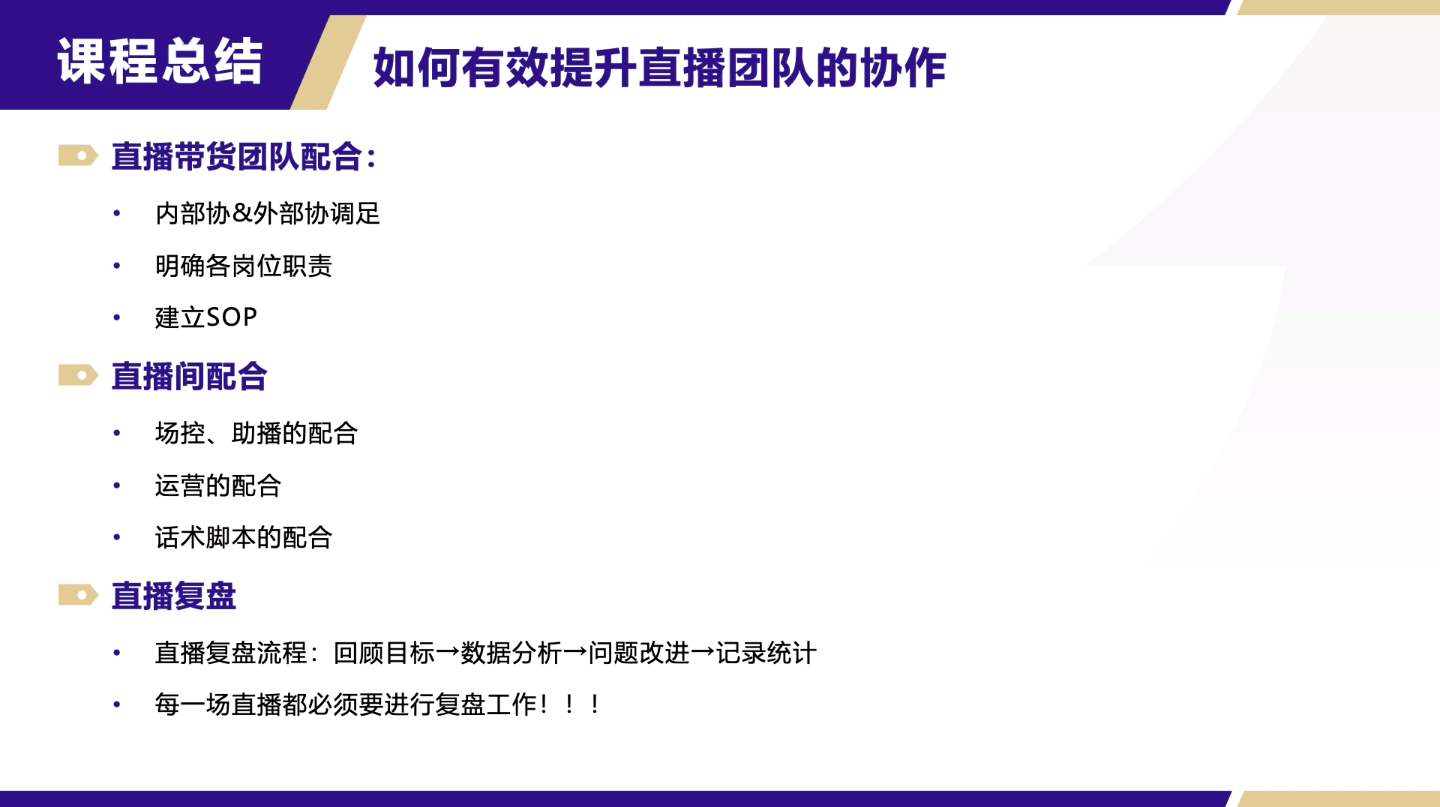 课程总结
如何有效提升直播团队的协作
直播带货团队配合：
• 内部协&外部协调足
• 明确各岗位职责
• 建立SOP
直播间配合
• 场控、助播的配合
• 运营的配合
• 话术脚本的配合
直播复盘
• 直播复盘流程：回顾目标→数据分析→问题改进→记录统计
• 每一场直播都必须要进行复盘工作！！！